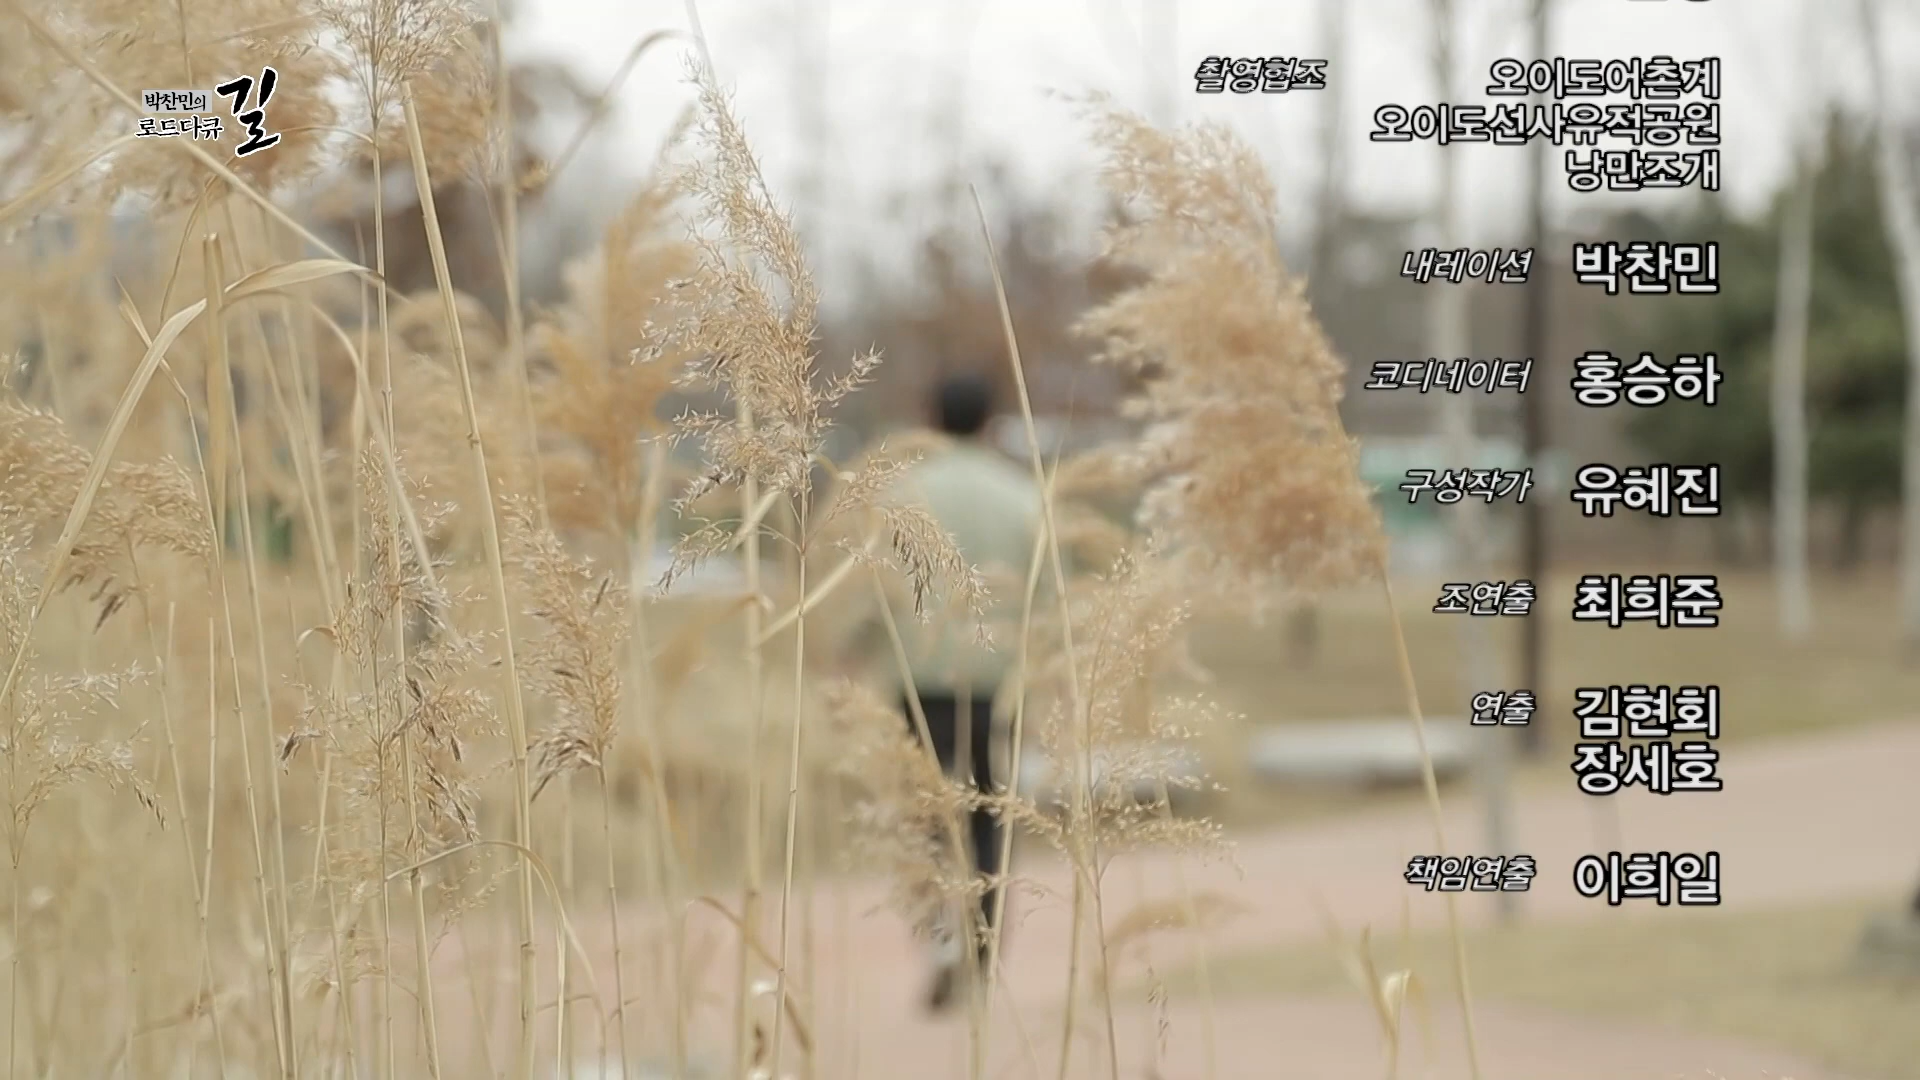 박찬민의
로드다큐 길
촬영협조 오이도어촌계
오이도선사유적공원
낭만조개
내레이션 박찬민
코디네이터 홍승하
구성작가 유혜진
조연출 최희준
연출 김현회
장세호
책임연출 이희일